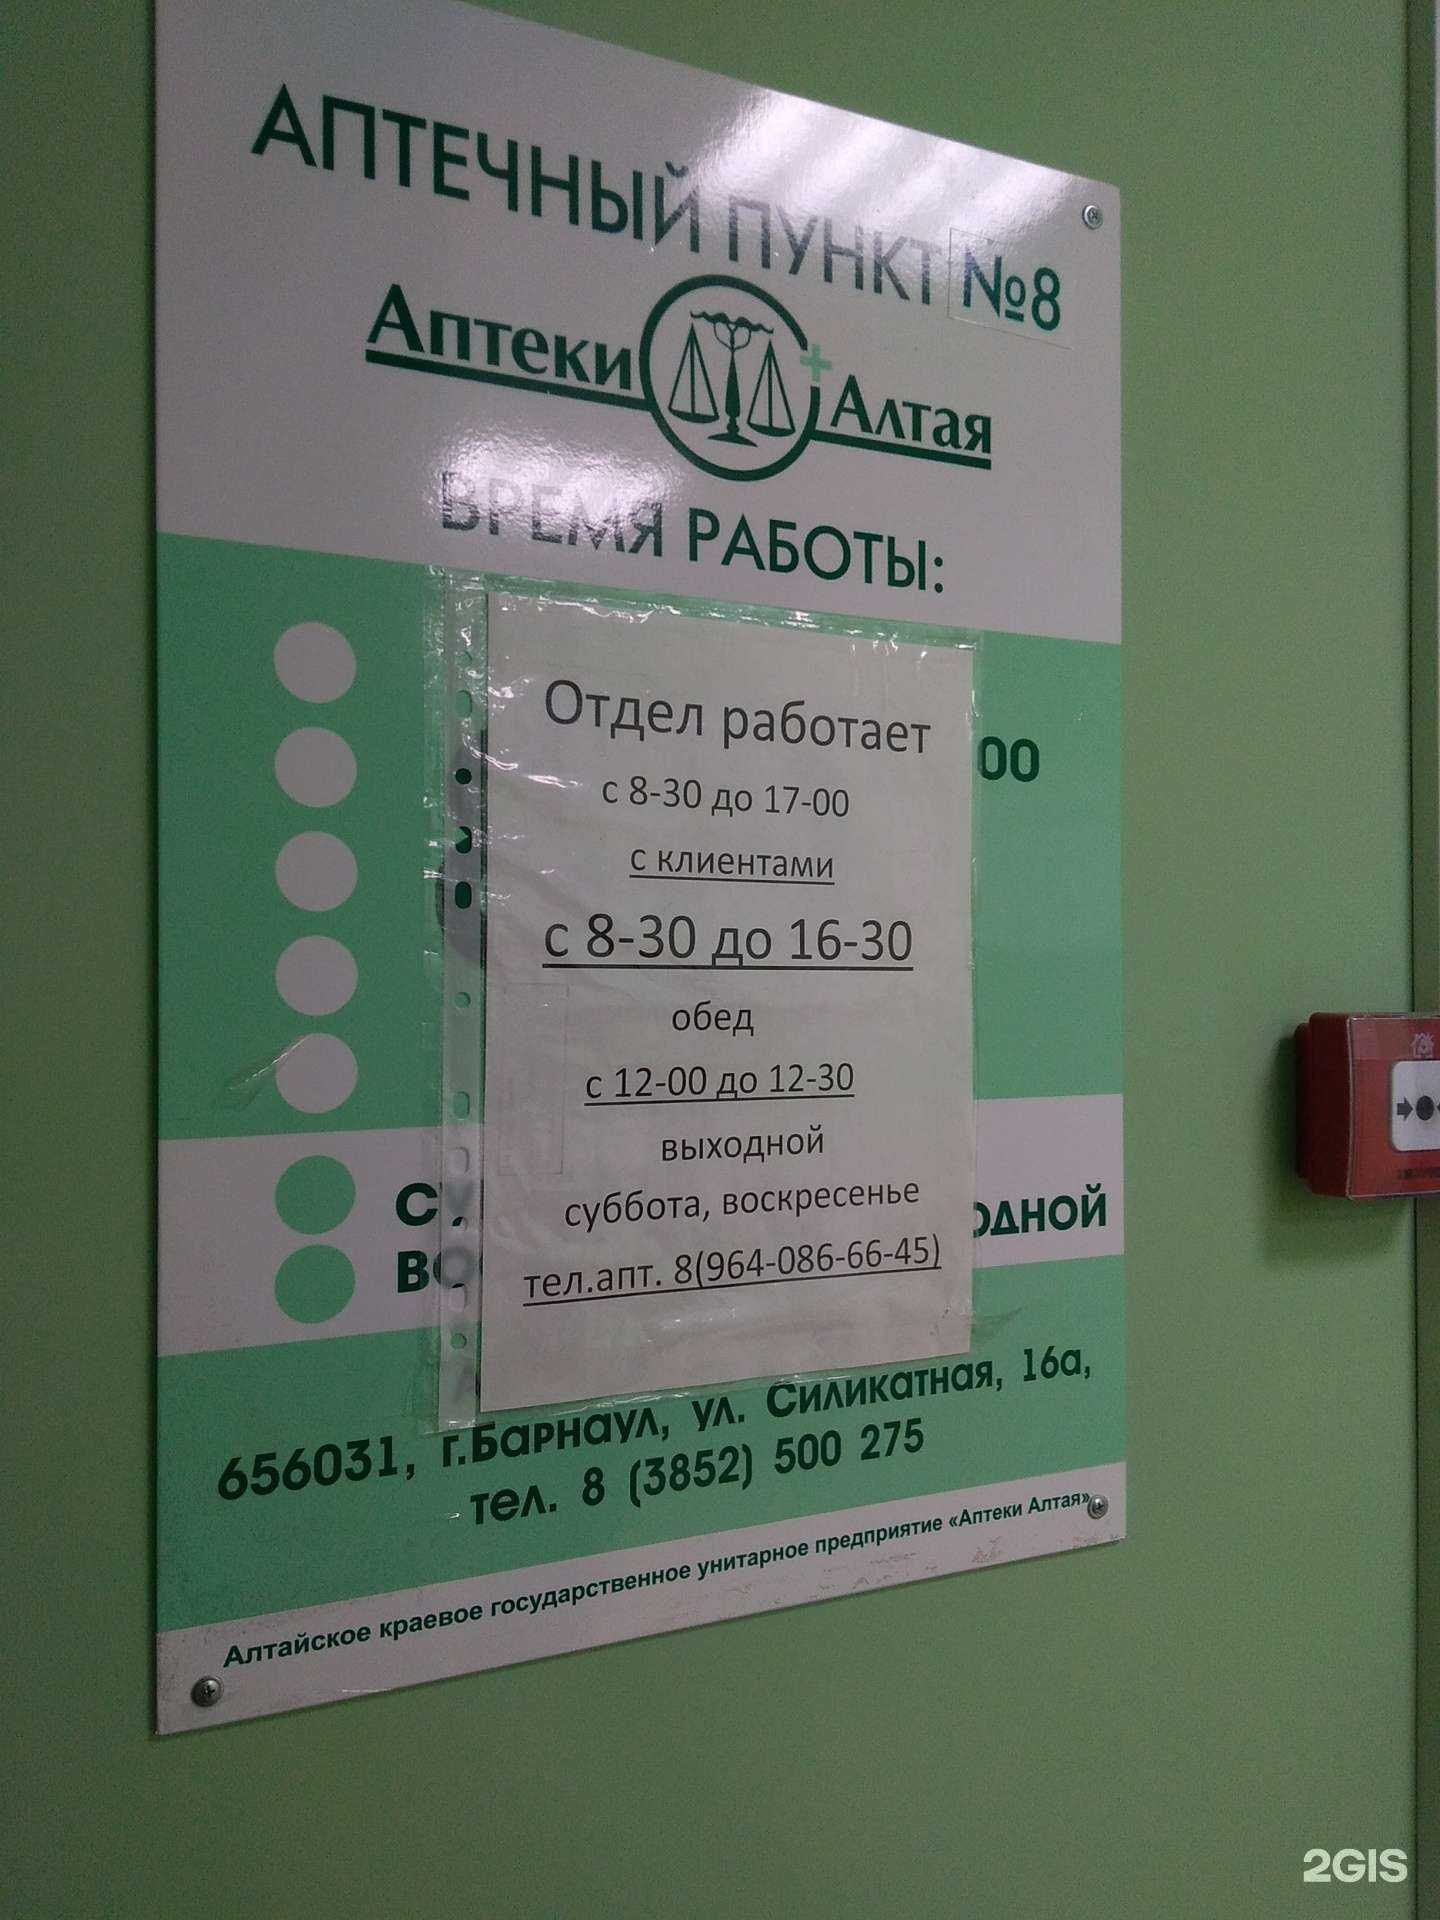 АПТЕЧНЫЙ ПУНКТ №8
Аптеки Алтая
ВРЕМЯ РАБОТЫ:
Отдел работает
00
с 8-30 до 17-00
с клиентами
с 8-30 до 16-30
обед
с 12-00 до 12-30
выходной
суббота, воскресенье
тел.апт. 8(964-086-66-45)
656031, г.Барнаул, ул. Силикатная, 16а,
тел. 8 (3852) 500 275
Алтайское краевое государственное унитарное предприятие «Аптеки Алтая»
2GIS